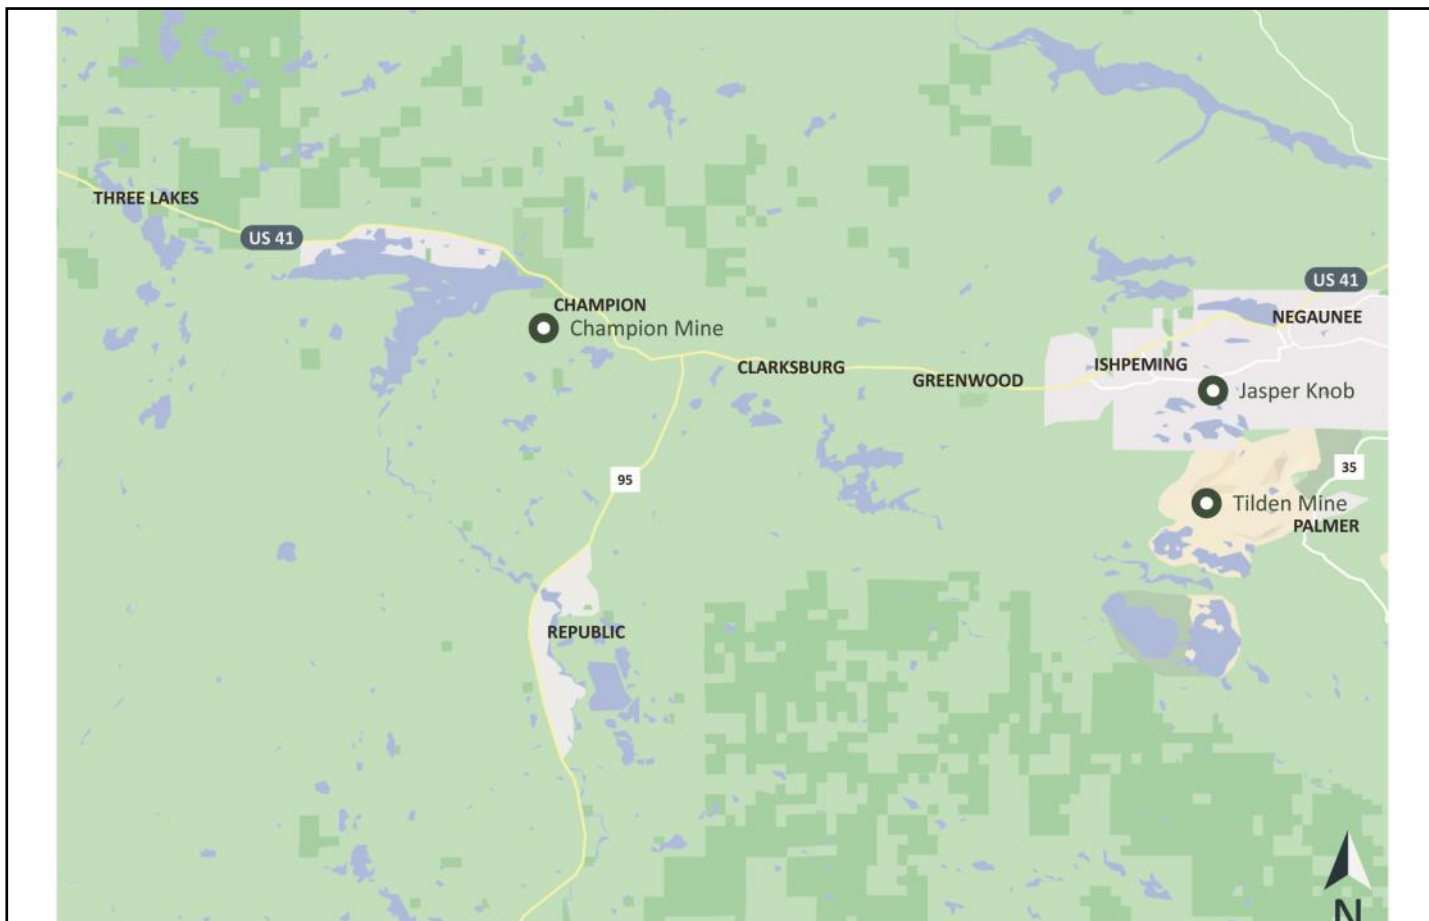 THREE LAKES
US 41
US 41
CHAMPION
Champion Mine
NEGAUNEE
CLARKSBURG
ISHPEMING
GREENWOOD
Jasper Knob
95
35
Tilden Mine
PALMER
REPUBLIC
N